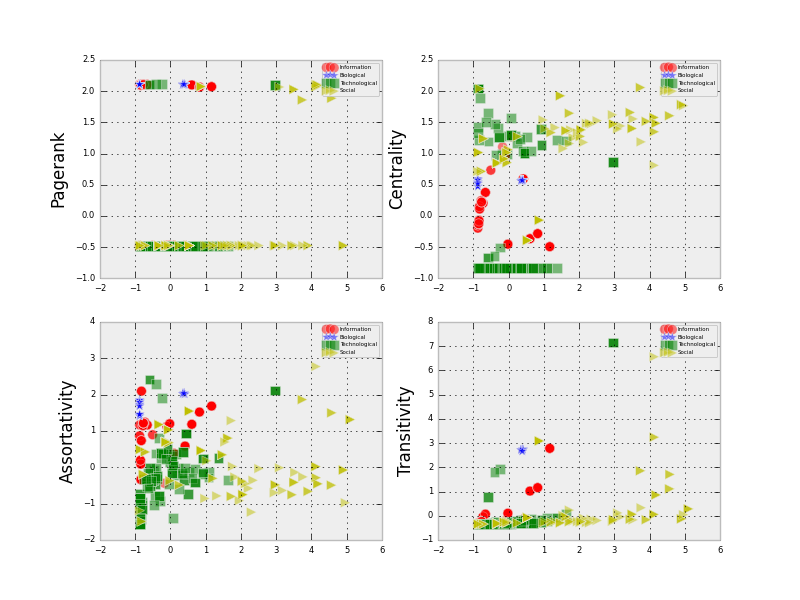 Pagerank
2.5
2.0
1.5
1.0
0.5
0.0
−0.5
−1.0
−2 −1 0 1 2 3 4 5 6
Information
Biological
Technological
Social
Centrality
2.5
2.0
1.5
1.0
0.5
0.0
−0.5
−1.0
−2 −1 0 1 2 3 4 5 6
Information
Biological
Technological
Social
Assortativity
4
3
2
1
0
−1
−2
−2 −1 0 1 2 3 4 5 6
Information
Biological
Technological
Social
Transitivity
8
7
6
5
4
3
2
1
0
−1
−2 −1 0 1 2 3 4 5 6
Information
Biological
Technological
Social